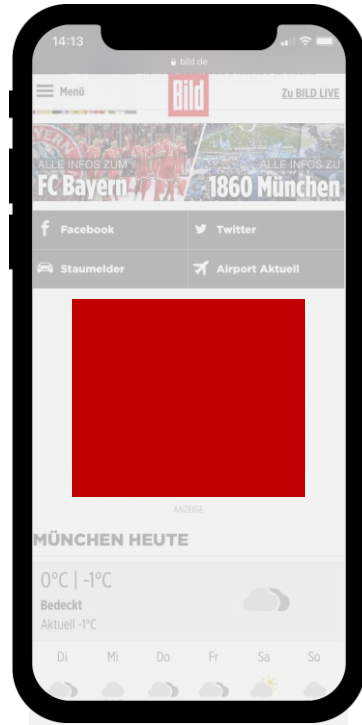 14:13
bild.de
Menü
Bild
Zu BILD LIVE
ALLE INFOS ZUM
FC Bayern
ALLE INFOS ZU
1860 München
Facebook
Twitter
Staumelder
Airport Aktuell
ANZEIGE
MÜNCHEN HEUTE
0°C | -1°C
Bedeckt
Aktuell -1°C
Di Mi Do Fr Sa So